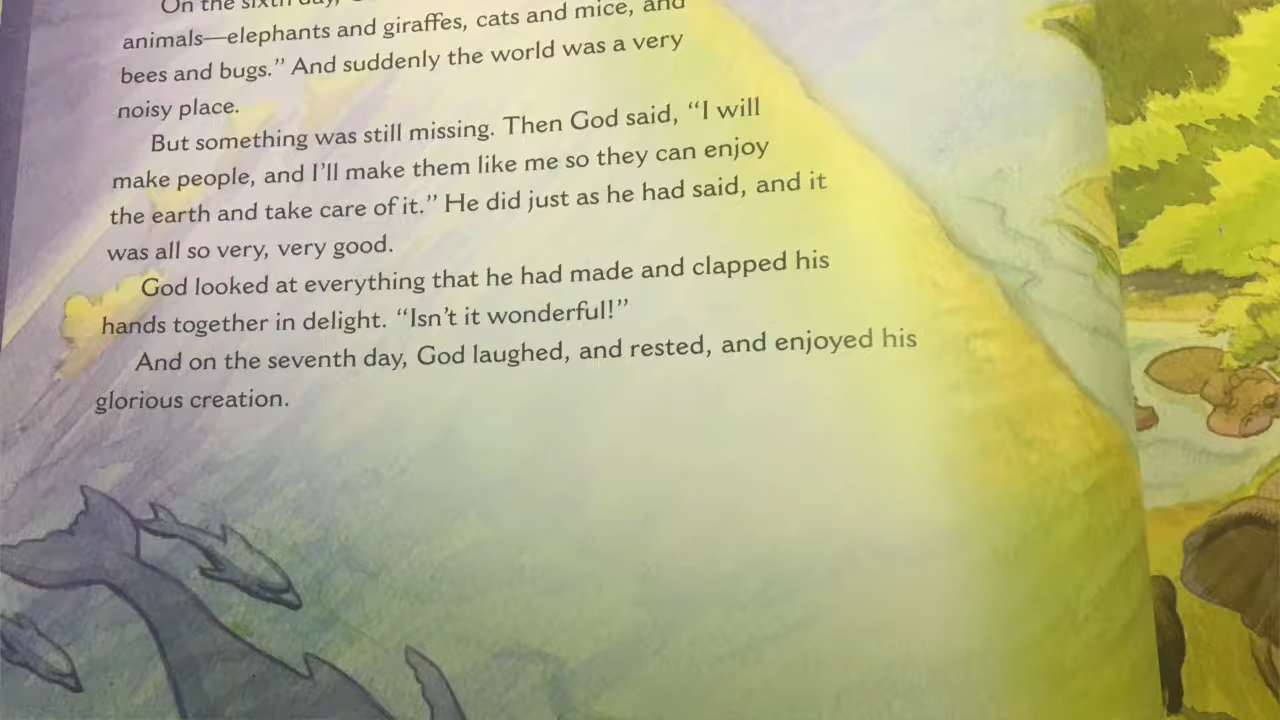 On the sixth day,
animals—elephants and giraffes, cats and mice, and
bees and bugs.” And suddenly the world was a very
noisy place.
But something was still missing. Then God said, “I will
make people, and I’ll make them like me so they can enjoy
the earth and take care of it.” He did just as he had said, and it
was all so very, very good.
God looked at everything that he had made and clapped his
hands together in delight. “Isn’t it wonderful!”
And on the seventh day, God laughed, and rested, and enjoyed his
glorious creation.